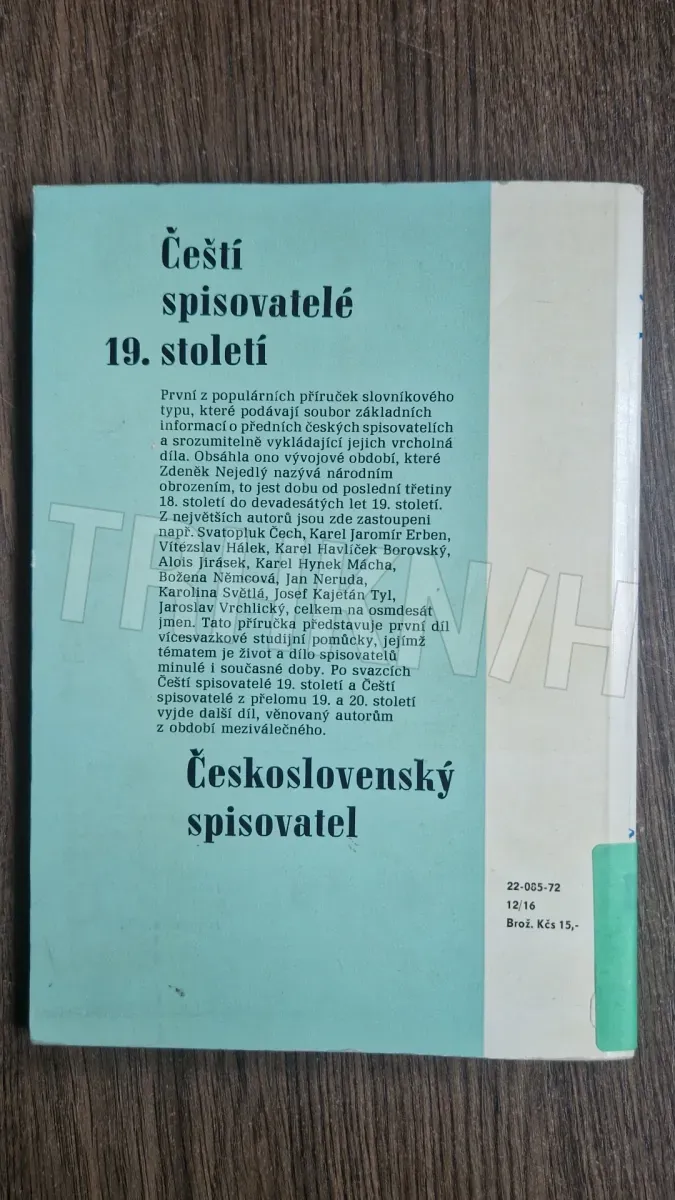 Čeští
spisovatelé
19. století
První z populárních příruček slovníkového
typu, které podávají soubor základních
informací o předních českých spisovatelích
a srozumitelně vykládající jejich vrcholná
díla. Obsáhla ono vývojové období, které
Zdeněk Nejedlý nazývá národním
obrozením, to jest dobu od poslední třetiny
18. století do devadesátých let 19. století.
Z největších autorů jsou zde zastoupeni
např. Svatopluk Čech, Karel Jaromír Erben,
Vítězslav Hálek, Karel Havlíček Borovský,
Alois Jirásek, Karel Hynek Mácha,
Božena Němcová, Jan Neruda,
Karolina Světlá, Josef Kajetán Tyl,
Jaroslav Vrchlický, celkem na osmdesát
jmen. Tato příručka představuje první díl
vícesvazkové studijní pomůcky, jejímž
tématem je život a dílo spisovatelů
minulé i současné doby. Po svazcích
Čeští spisovatelé 19. století a Čeští
spisovatelé z přelomu 19. a 20. století
vyjde další díl, věnovaný autorům
z období meziválečného.
Československý
spisovatel
22-085-72
12/16
Brož. Kčs 15,-